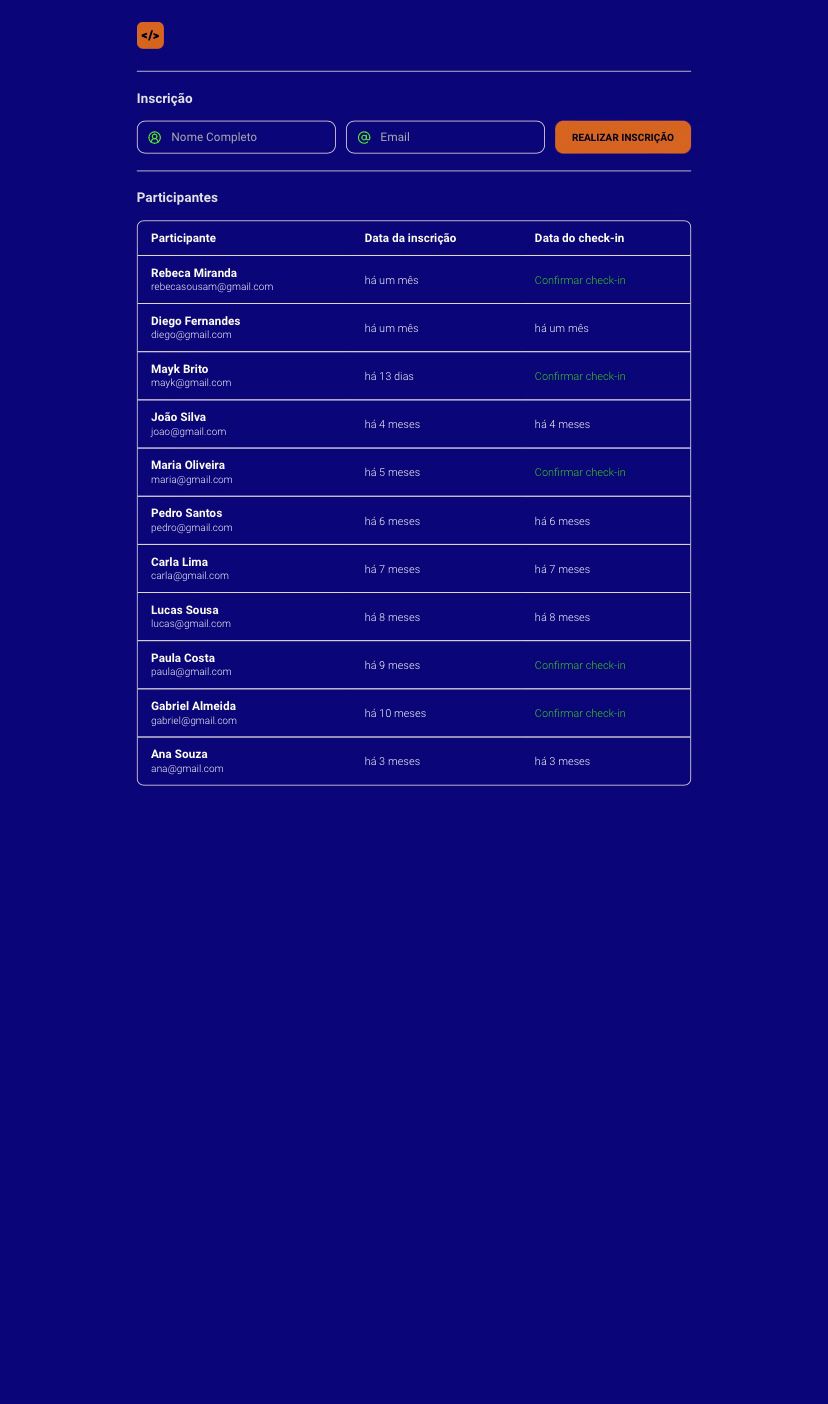 </>
Inscrição
Nome Completo
Email
REALIZAR INSCRIÇÃO
Participantes
Participante Data da inscrição Data do check-in
Rebeca Miranda
rebecasousam@gmail.com
há um mês Confirmar check-in
Diego Fernandes
diego@gmail.com
há um mês há um mês
Mayk Brito
mayk@gmail.com
há 13 dias Confirmar check-in
João Silva
joao@gmail.com
há 4 meses há 4 meses
Maria Oliveira
maria@gmail.com
há 5 meses Confirmar check-in
Pedro Santos
pedro@gmail.com
há 6 meses há 6 meses
Carla Lima
carla@gmail.com
há 7 meses há 7 meses
Lucas Sousa
lucas@gmail.com
há 8 meses há 8 meses
Paula Costa
paula@gmail.com
há 9 meses Confirmar check-in
Gabriel Almeida
gabriel@gmail.com
há 10 meses Confirmar check-in
Ana Souza
ana@gmail.com
há 3 meses há 3 meses